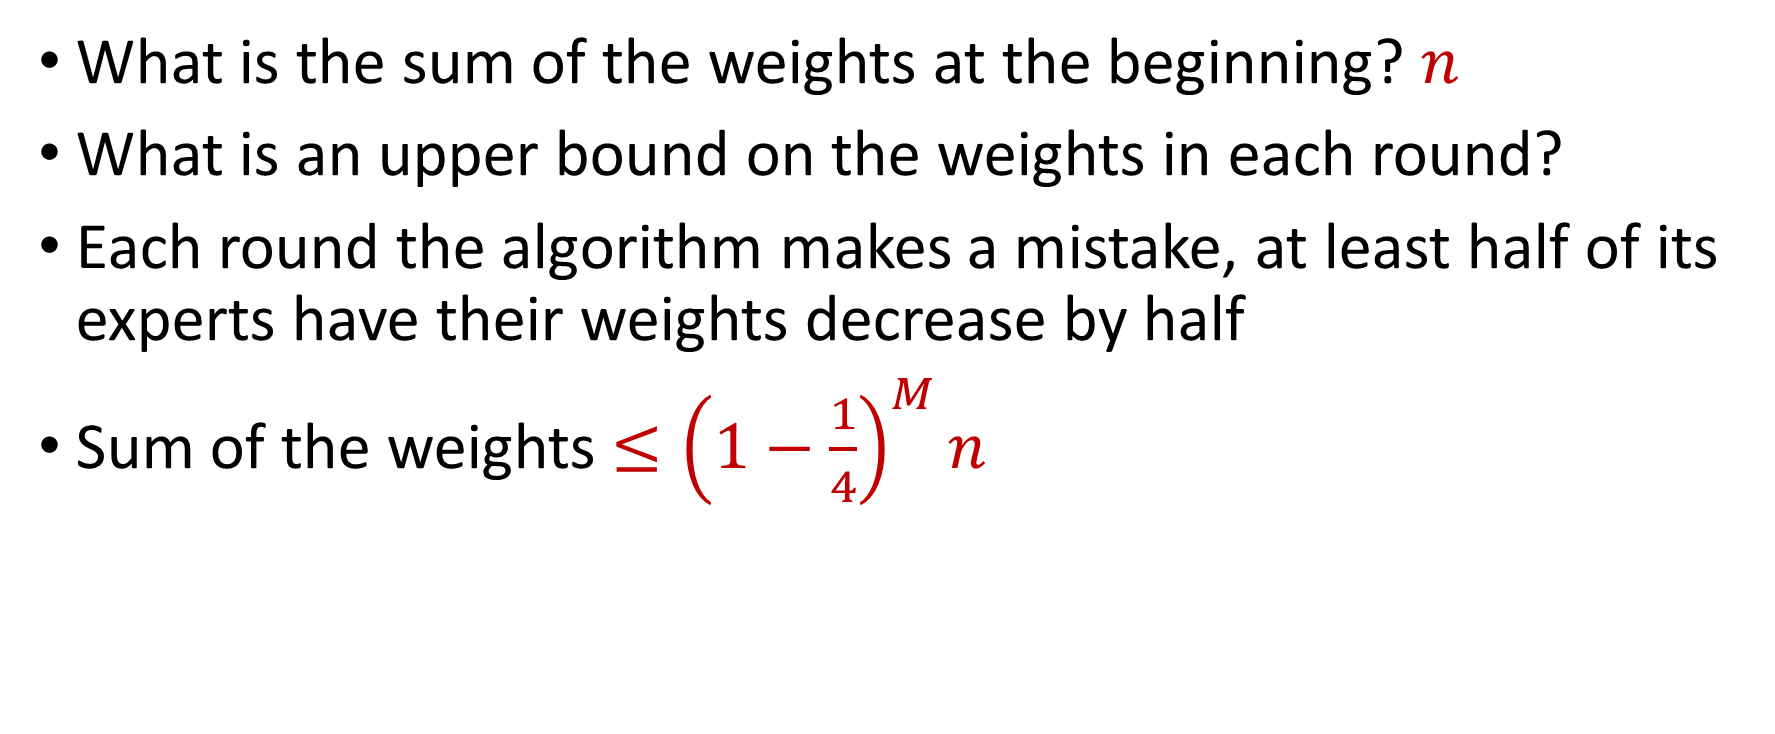 • What is the sum of the weights at the beginning? n
• What is an upper bound on the weights in each round?
• Each round the algorithm makes a mistake, at least half of its
experts have their weights decrease by half
• Sum of the weights ≤ (1 − 1/4)^M n